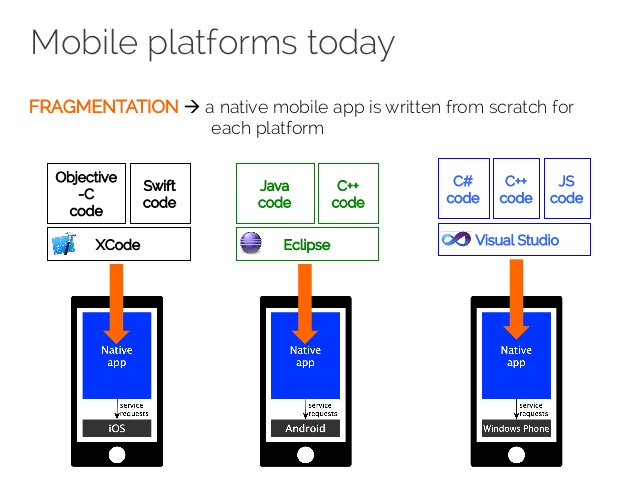 Mobile platforms today
FRAGMENTATION → a native mobile app is written from scratch for
each platform
Objective
-C
code
Swift
code
XCode
Java
code
C++
code
Eclipse
C#
code
C++
code
JS
code
Visual Studio
Native
app
service
requests
iOS
Native
app
service
requests
Android
Native
app
service
requests
Windows Phone